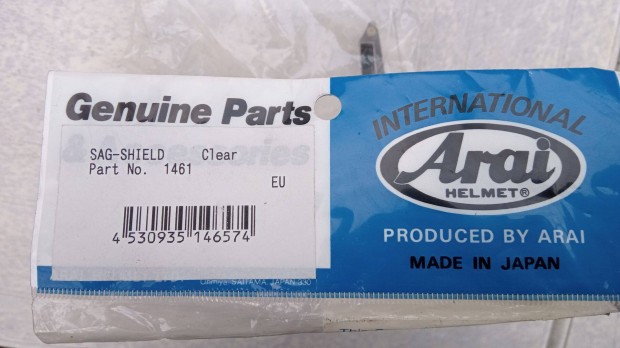 Genuine Parts
& Accessories
SAG-SHIELD Clear
Part No. 1461
EU
4 530935 146574
INTERNATIONAL
Arai
HELMET®
PRODUCED BY ARAI
MADE IN JAPAN